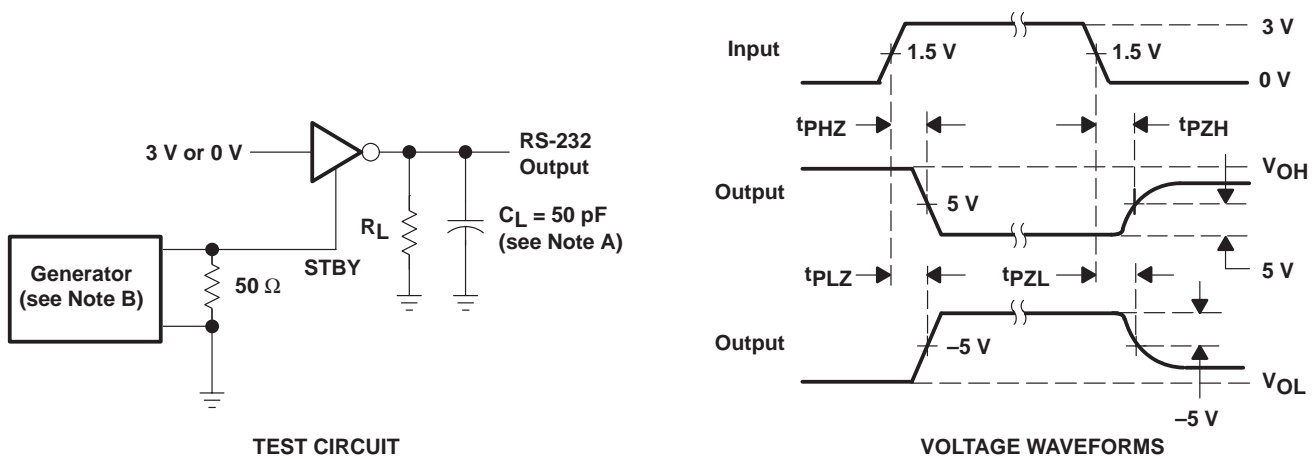 3 V or 0 V
RS-232
Output
RL
CL = 50 pF
(see Note A)
STBY
50 Ω
Generator
(see Note B)
TEST CIRCUIT
Input
1.5 V
1.5 V
3 V
0 V
tPHZ
tPZH
Output
5 V
VOH
5 V
tPLZ
tPZL
Output
–5 V
VOL
–5 V
VOLTAGE WAVEFORMS